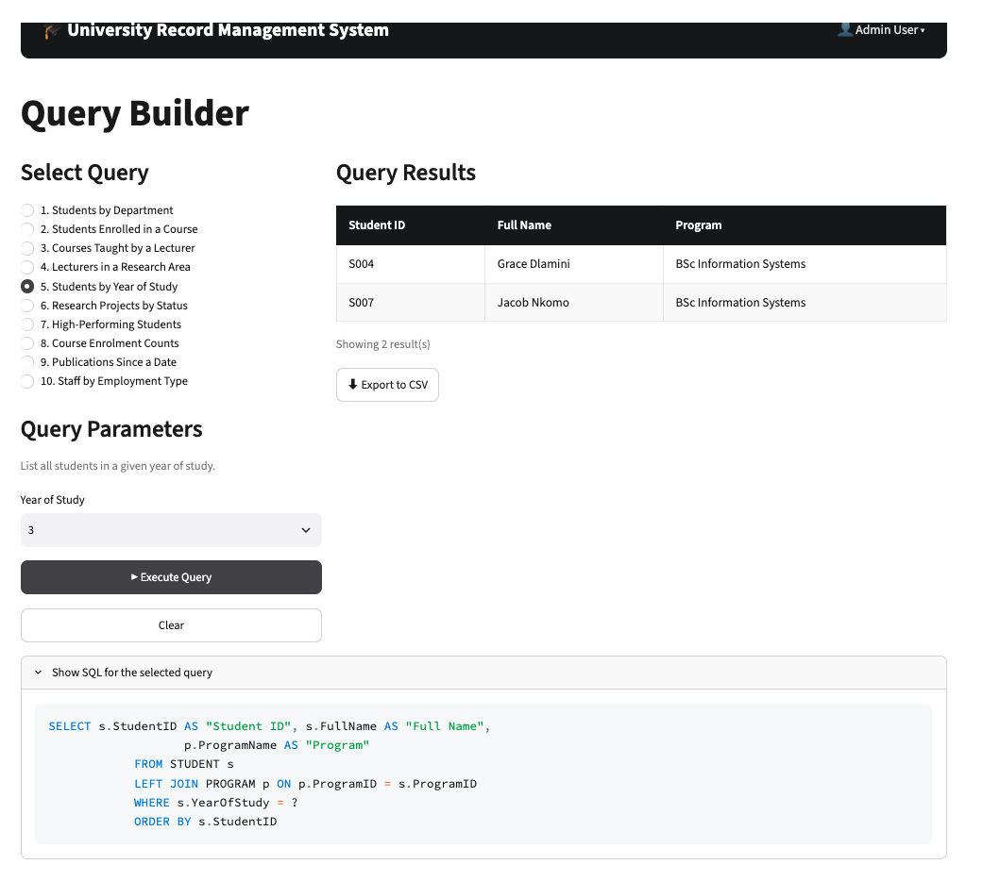 🎓 University Record Management System
👤 Admin User ▾
Query Builder
Select Query
1. Students by Department
2. Students Enrolled in a Course
3. Courses Taught by a Lecturer
4. Lecturers in a Research Area
5. Students by Year of Study
6. Research Projects by Status
7. High-Performing Students
8. Course Enrolment Counts
9. Publications Since a Date
10. Staff by Employment Type
Query Parameters
List all students in a given year of study.
Year of Study
3
▶ Execute Query
Clear
Query Results
Student ID Full Name Program
S004 Grace Dlamini BSc Information Systems
S007 Jacob Nkomo BSc Information Systems
Showing 2 result(s)
⬇ Export to CSV
Show SQL for the selected query
SELECT s.StudentID AS "Student ID", s.FullName AS "Full Name",
p.ProgramName AS "Program"
FROM STUDENT s
LEFT JOIN PROGRAM p ON p.ProgramID = s.ProgramID
WHERE s.YearOfStudy = ?
ORDER BY s.StudentID